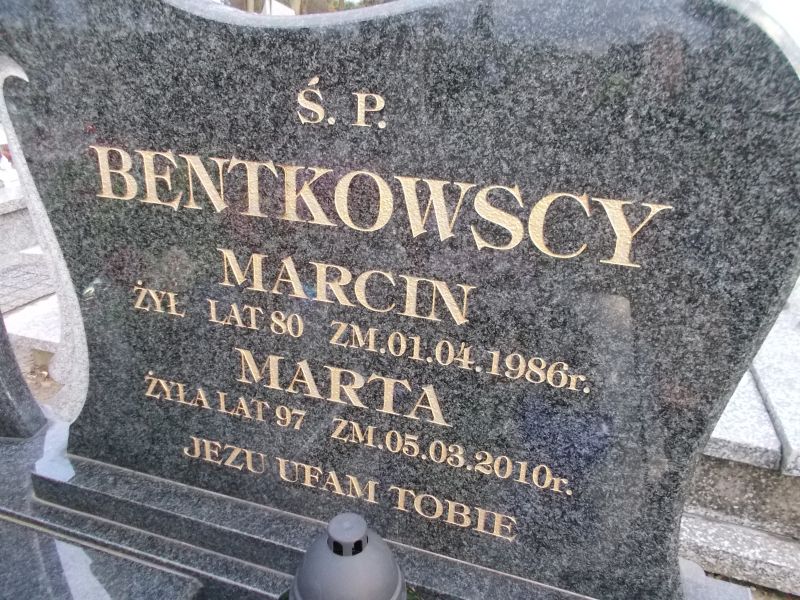 Ś. P.
BENTKOWSCY
MARCIN
ŻYŁ LAT 80 ZM.01.04.1986r.
MARTA
ŻYŁA LAT 97 ZM.05.03.2010r.
JEZU UFAM TOBIE